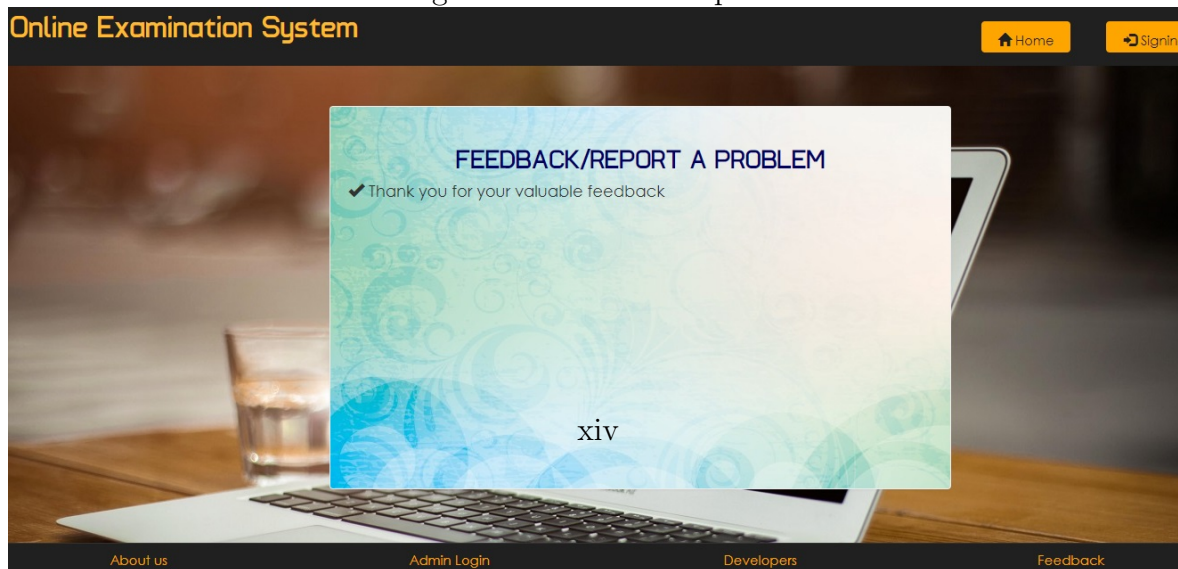 Online Examination System
Home
Signin
FEEDBACK/REPORT A PROBLEM
Thank you for your valuable feedback
xiv
About us
Admin Login
Developers
Feedback